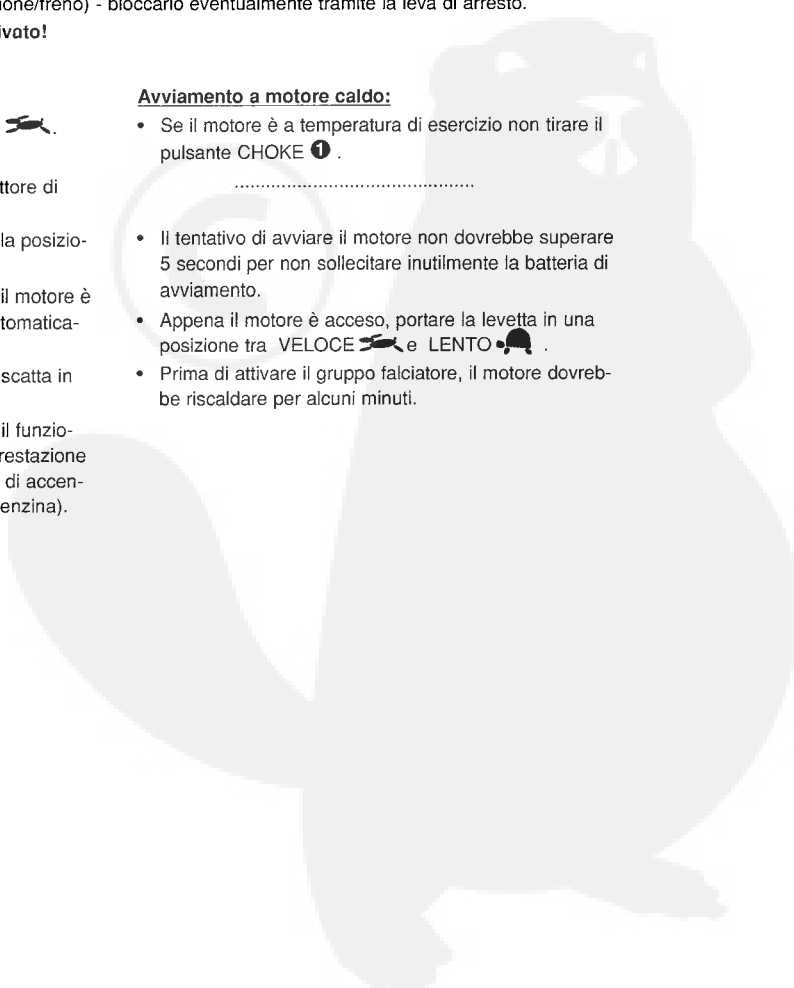 ione/freno) - bloccarlo eventualmente tramite la leva di arresto.
ivato!
.
ttore di
la posizio-
il motore è
tomatica-
scatta in
il funzio-
restazione
di accen-
enzina).
Avviamento a motore caldo:
• Se il motore è a temperatura di esercizio non tirare il
pulsante CHOKE ❶ .
..............................................
• Il tentativo di avviare il motore non dovrebbe superare
5 secondi per non sollecitare inutilmente la batteria di
avviamento.
• Appena il motore è acceso, portare la levetta in una
posizione tra VELOCE e LENTO .
• Prima di attivare il gruppo falciatore, il motore dovreb-
be riscaldare per alcuni minuti.
©